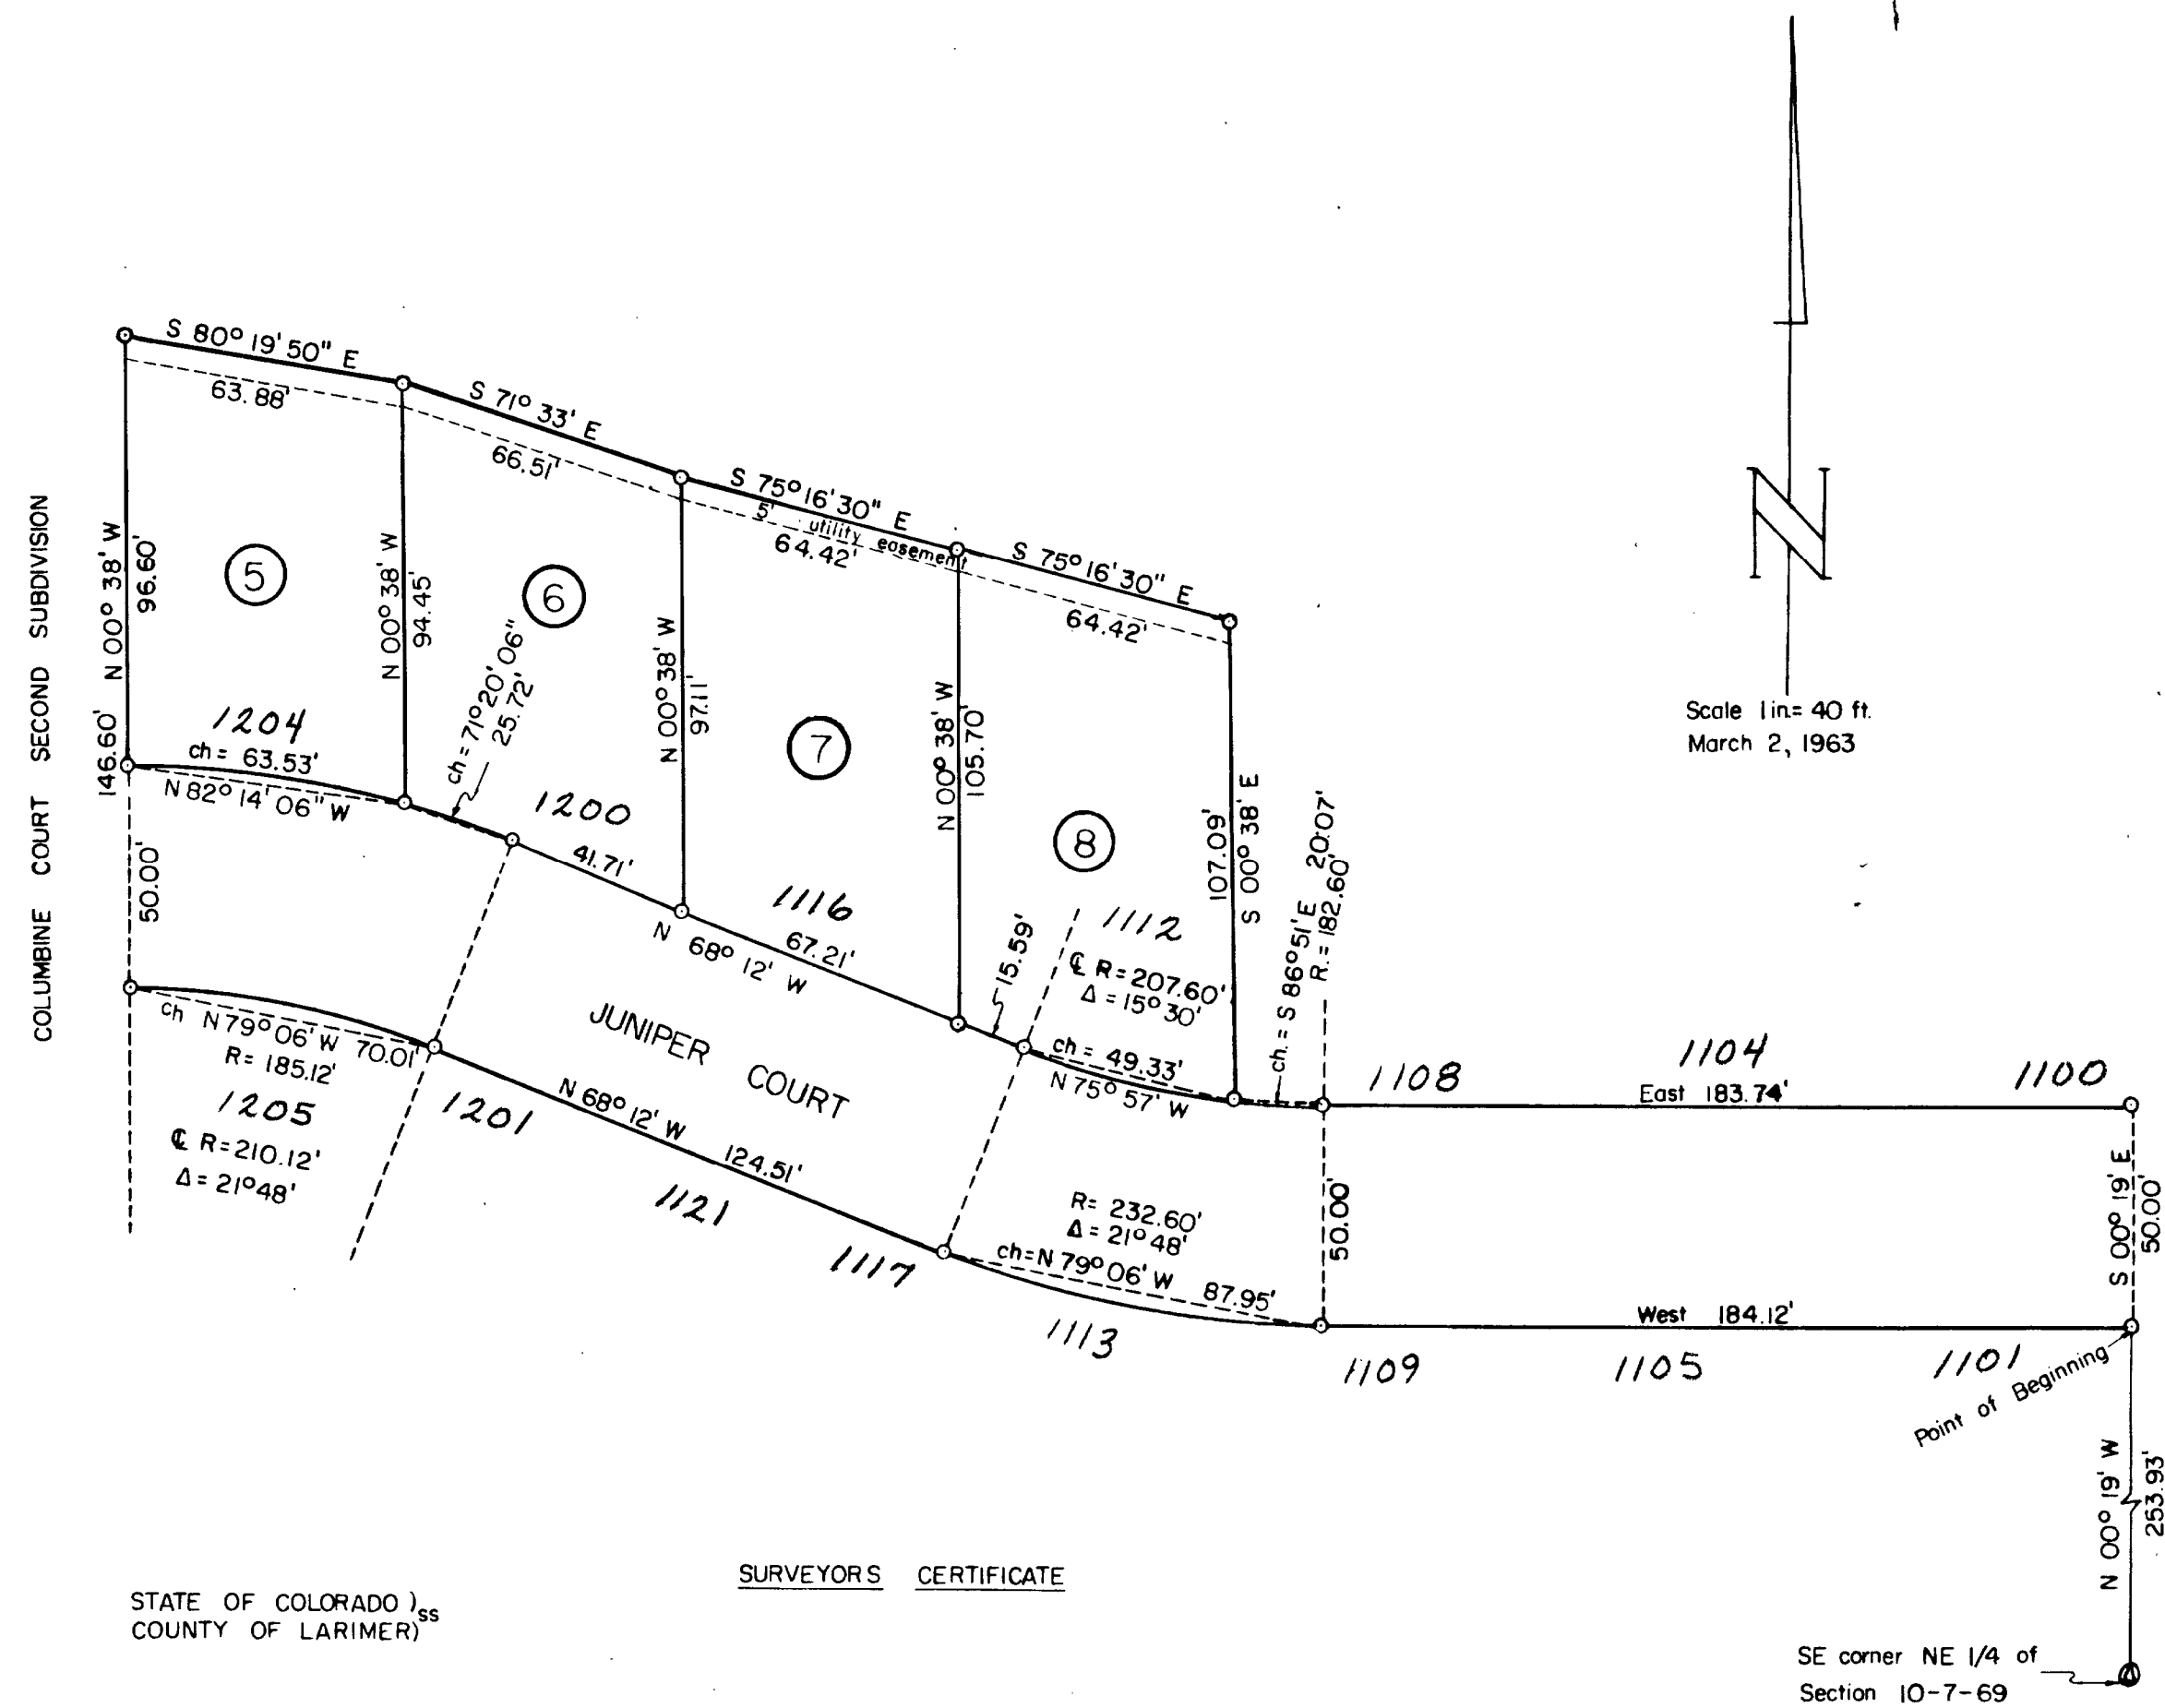 S 80° 19' 50" E
63.88'
S 71° 33' E
66.51'
S 75° 16' 30" E
5' utility easement
64.42'
S 75° 16' 30" E
64.42'
COLUMBINE COURT SECOND SUBDIVISION
N 00° 38' W
96.60'
146.60'
50.00'
5
N 00° 38' W
94.45'
6
ch = 71° 20' 06"
25.72'
N 00° 38' W
97.11'
7
N 00° 38' W
105.70'
8
107.09'
S 00° 38' E
ch. = S 86° 51' E 20.07'
R. = 182.60'
Scale 1 in. = 40 ft.
March 2, 1963
N
1204
ch = 63.53'
N 82° 14' 06" W
1200
41.71'
1116
N 68° 12' W
67.21'
15.59'
1112
℄ R = 207.60'
Δ = 15° 30'
ch = 49.33'
N 75° 57' W
1108
1104
1100
East 183.74'
ch N 79° 06' W 70.01'
R = 185.12'
1205
℄ R = 210.12'
Δ = 21° 48'
1201
JUNIPER COURT
N 68° 12' W 124.51'
1121
1117
R = 232.60'
Δ = 21° 48'
ch = N 79° 06' W 87.95'
1113
50.00'
S 00° 19' E
50.00'
West 184.12'
1109
1105
1101
Point of Beginning
N 00° 19' W
253.93'
SURVEYORS CERTIFICATE
STATE OF COLORADO )
ss
COUNTY OF LARIMER)
SE corner NE 1/4 of
Section 10-7-69